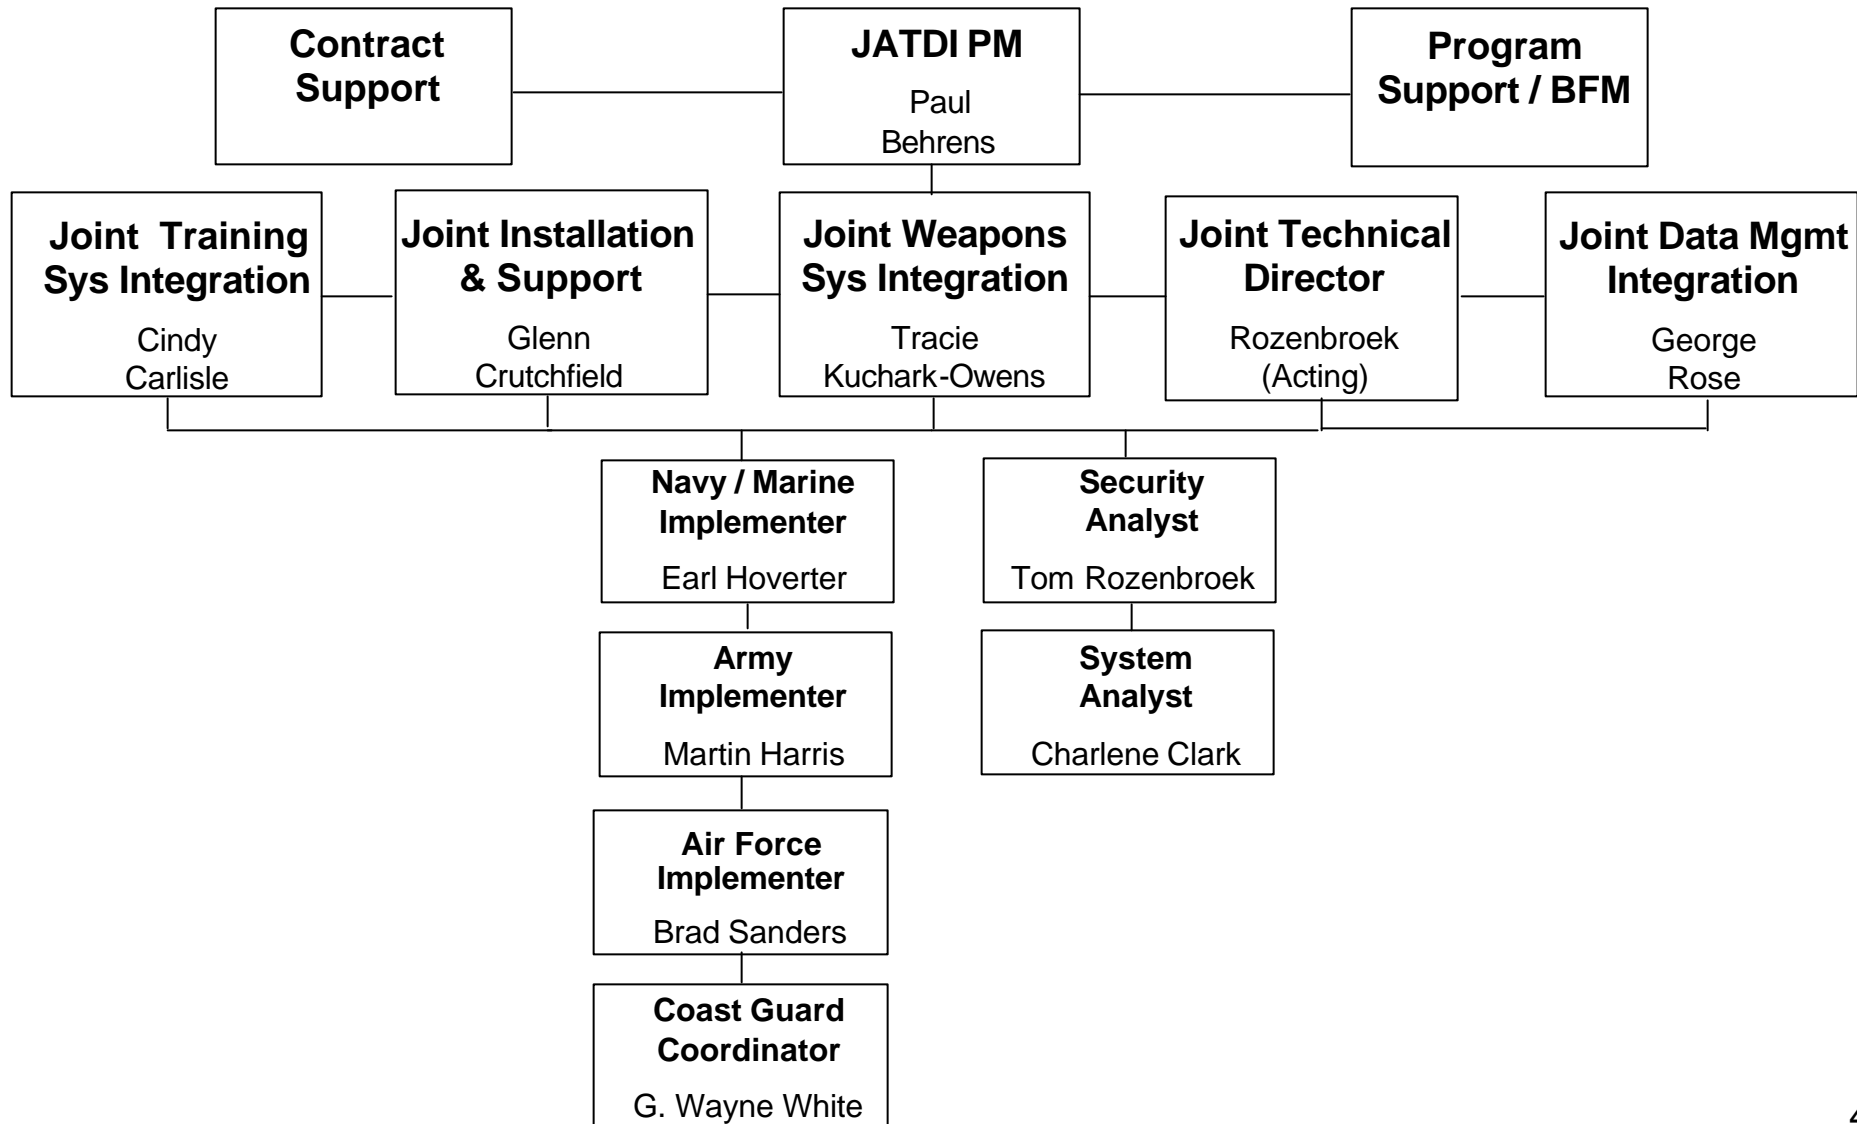 Contract
Support
JATDI PM
Paul
Behrens
Program
Support / BFM
Joint Training
Sys Integration
Cindy
Carlisle
Joint Installation
& Support
Glenn
Crutchfield
Joint Weapons
Sys Integration
Tracie
Kuchark-Owens
Joint Technical
Director
Rozenbroek
(Acting)
Joint Data Mgmt
Integration
George
Rose
Navy / Marine
Implementer
Earl Hoverter
Security
Analyst
Tom Rozenbroek
Army
Implementer
Martin Harris
System
Analyst
Charlene Clark
Air Force
Implementer
Brad Sanders
Coast Guard
Coordinator
G. Wayne White